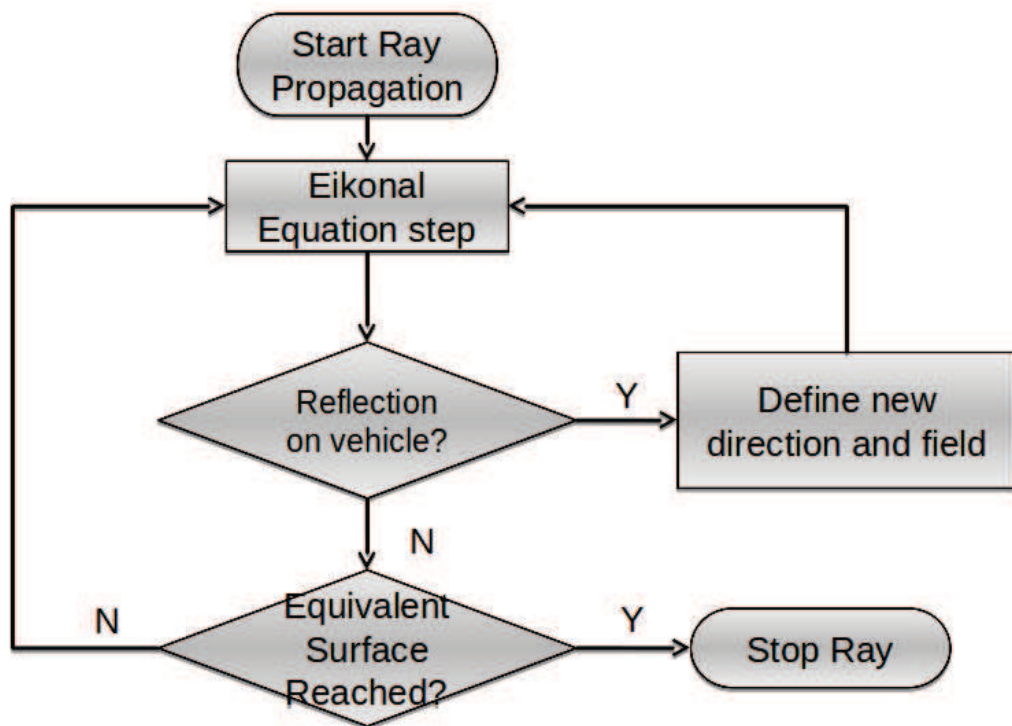 Start Ray
Propagation
Eikonal
Equation step
Reflection
on vehicle?
Y
Define new
direction and field
N
Equivalent
Surface
Reached?
N
Y
Stop Ray